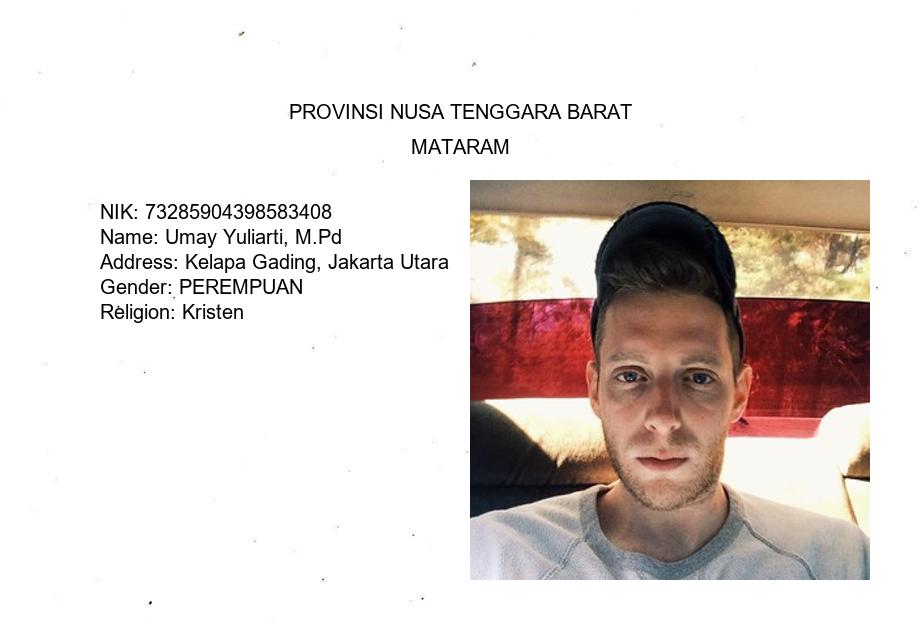 PROVINSI NUSA TENGGARA BARAT
MATARAM
NIK: 73285904398583408
Name: Umay Yuliarti, M.Pd
Address: Kelapa Gading, Jakarta Utara
Gender: PEREMPUAN
Religion: Kristen